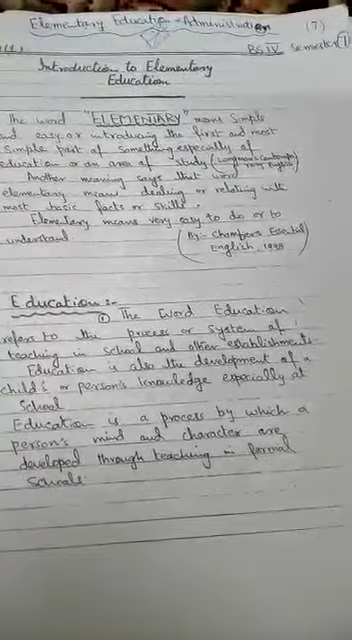 Elementary Education - Administration (7)
BS IV Semester (1)
Introduction to Elementary
Education
The word "ELEMENTARY" means Simple
and easy or introducing the first and most
Simple part of something especially of
education or an area of study (Longman Contempo
rary English)
Another meaning says that word
elementary means dealing or relating with
most basic facts or skills.
Elementary means very easy to do or to
understand. (By:- Chambers Essential
English 1998)
Education:-
① The Word Education
refers to the process or System of
teaching in School and other establishments
Education is also the development of a
child's or person's knowledge especially at
School
Education is a process by which a
person's mind and character are
developed through teaching in formal
Schools